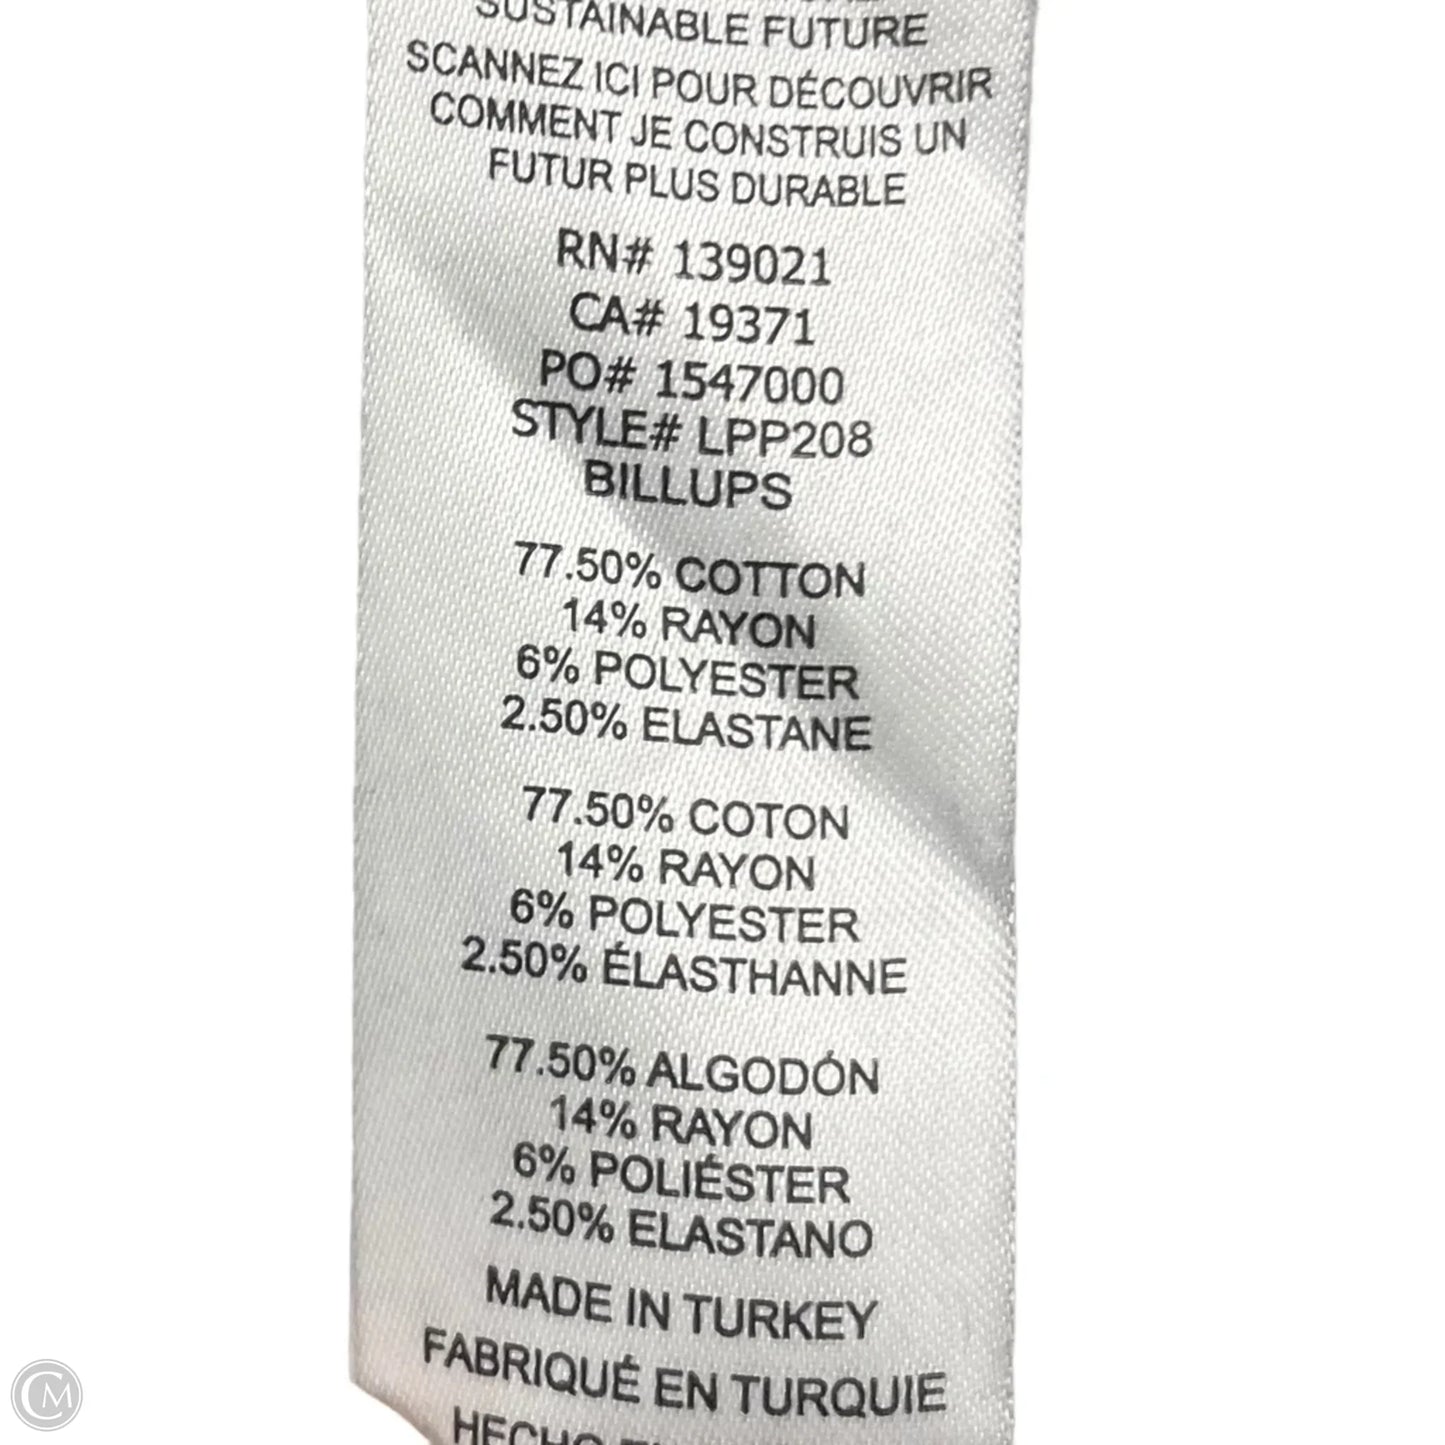 SUSTAINABLE FUTURE
SCANNEZ ICI POUR DÉCOUVRIR
COMMENT JE CONSTRUIS UN
FUTUR PLUS DURABLE
RN# 139021
CA# 19371
PO# 1547000
STYLE# LPP208
BILLUPS
77.50% COTTON
14% RAYON
6% POLYESTER
2.50% ELASTANE
77.50% COTON
14% RAYON
6% POLYESTER
2.50% ÉLASTHANNE
77.50% ALGODÓN
14% RAYON
6% POLIÉSTER
2.50% ELASTANO
MADE IN TURKEY
FABRIQUÉ EN TURQUIE
HECHO
CM